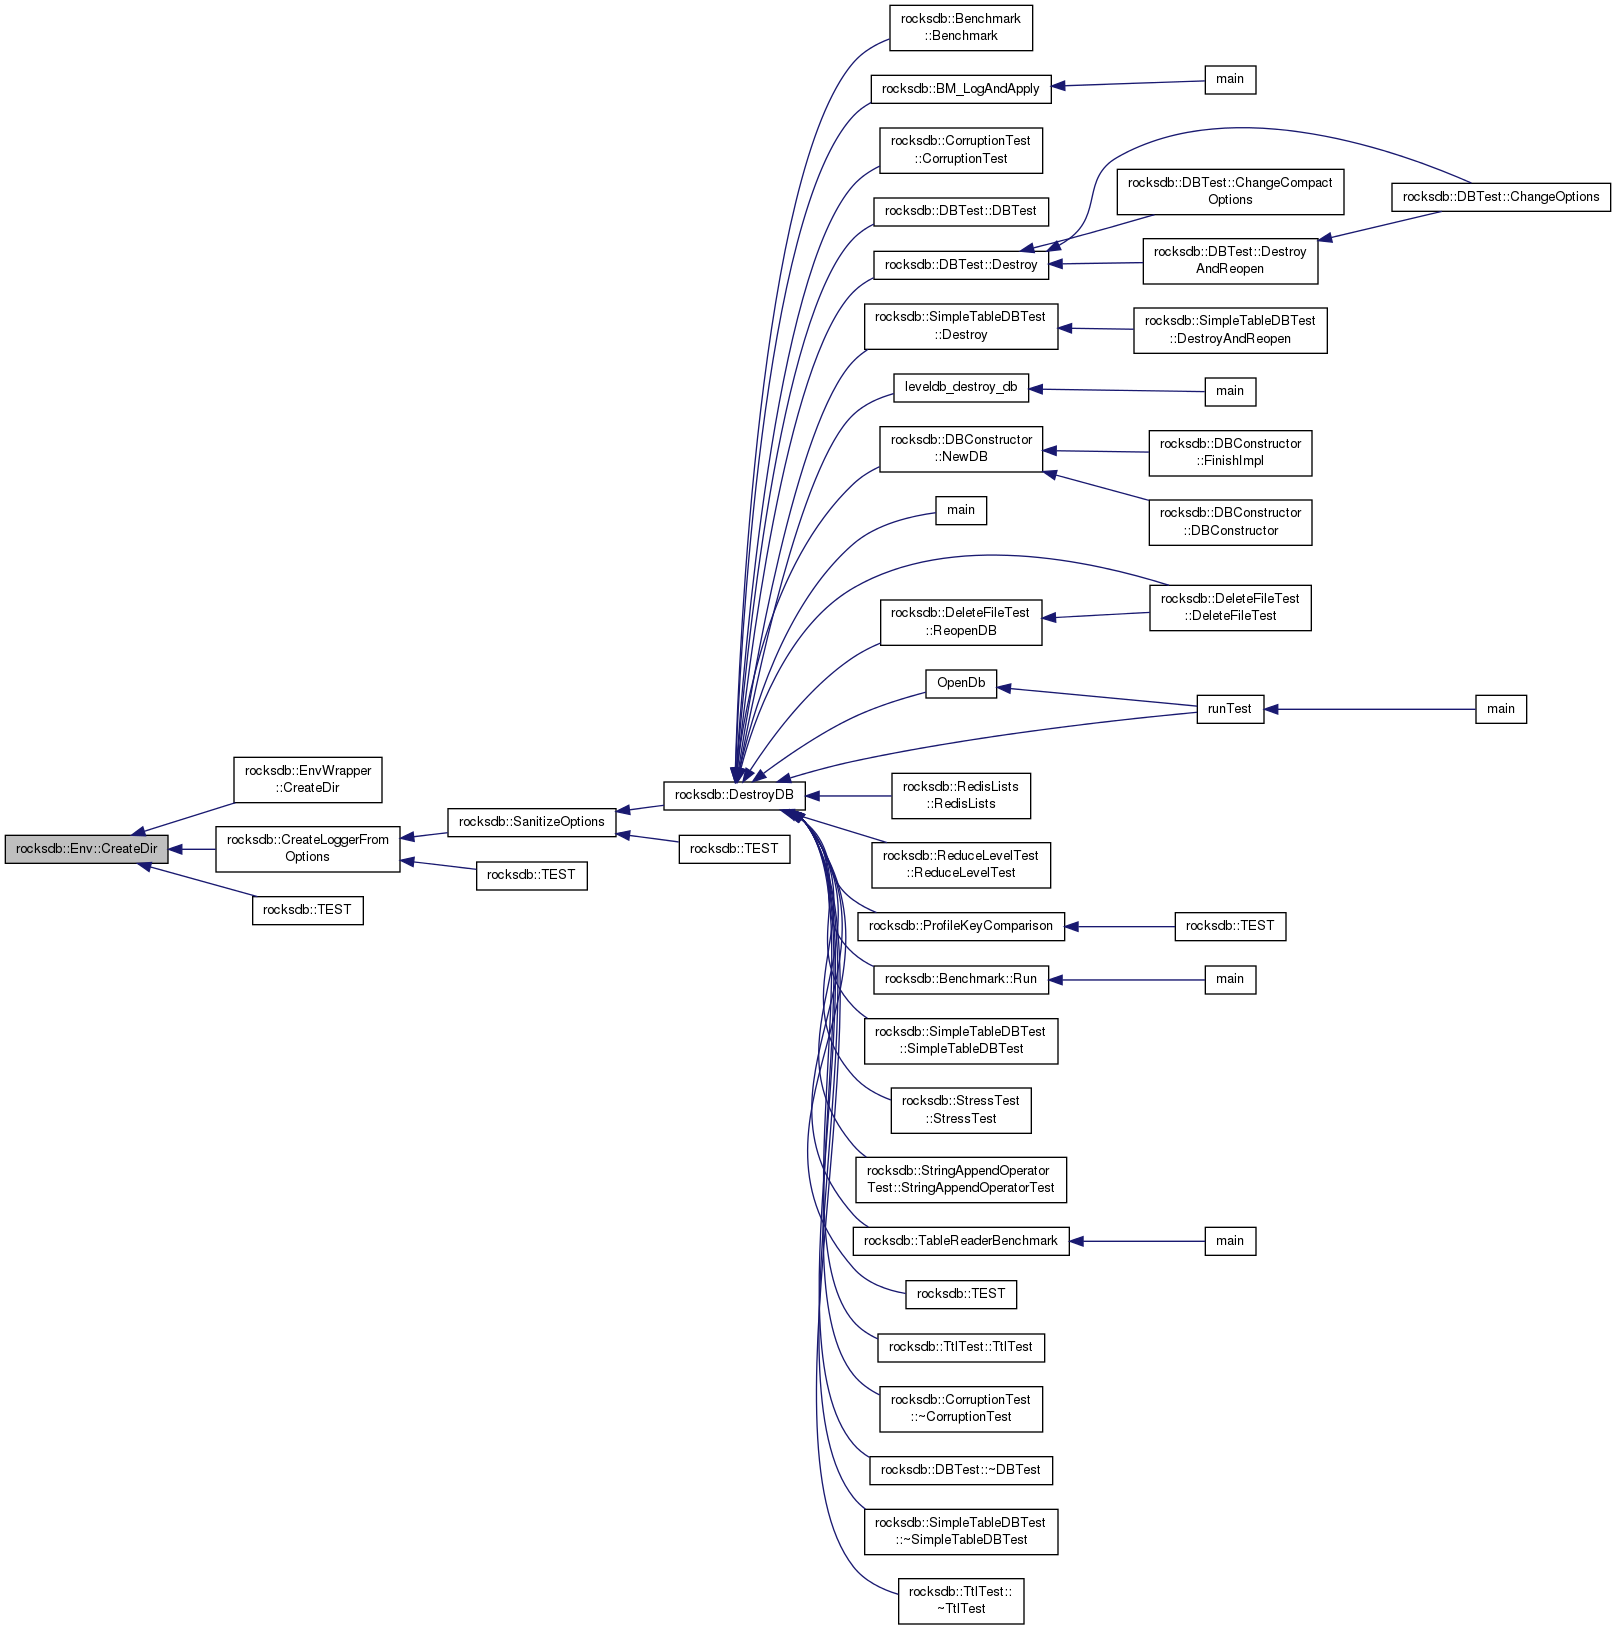 rocksdb::Benchmark
::Benchmark
rocksdb::BM_LogAndApply
main
rocksdb::CorruptionTest
::CorruptionTest
rocksdb::DBTest::ChangeCompact
Options
rocksdb::DBTest::ChangeOptions
rocksdb::DBTest::DBTest
rocksdb::DBTest::Destroy
rocksdb::DBTest::Destroy
AndReopen
rocksdb::SimpleTableDBTest
::Destroy
rocksdb::SimpleTableDBTest
::DestroyAndReopen
leveldb_destroy_db
main
rocksdb::DBConstructor
::NewDB
rocksdb::DBConstructor
::FinishImpl
main
rocksdb::DBConstructor
::DBConstructor
rocksdb::DeleteFileTest
::ReopenDB
rocksdb::DeleteFileTest
::DeleteFileTest
OpenDb
runTest
main
rocksdb::EnvWrapper
::CreateDir
rocksdb::DestroyDB
rocksdb::RedisLists
::RedisLists
rocksdb::Env::CreateDir
rocksdb::CreateLoggerFrom
Options
rocksdb::SanitizeOptions
rocksdb::TEST
rocksdb::ReduceLevelTest
::ReduceLevelTest
rocksdb::TEST
rocksdb::TEST
rocksdb::ProfileKeyComparison
rocksdb::TEST
rocksdb::Benchmark::Run
main
rocksdb::SimpleTableDBTest
::SimpleTableDBTest
rocksdb::StressTest
::StressTest
rocksdb::StringAppendOperator
Test::StringAppendOperatorTest
rocksdb::TableReaderBenchmark
main
rocksdb::TEST
rocksdb::TtlTest::TtlTest
rocksdb::CorruptionTest
::~CorruptionTest
rocksdb::DBTest::~DBTest
rocksdb::SimpleTableDBTest
::~SimpleTableDBTest
rocksdb::TtlTest::
~TtlTest